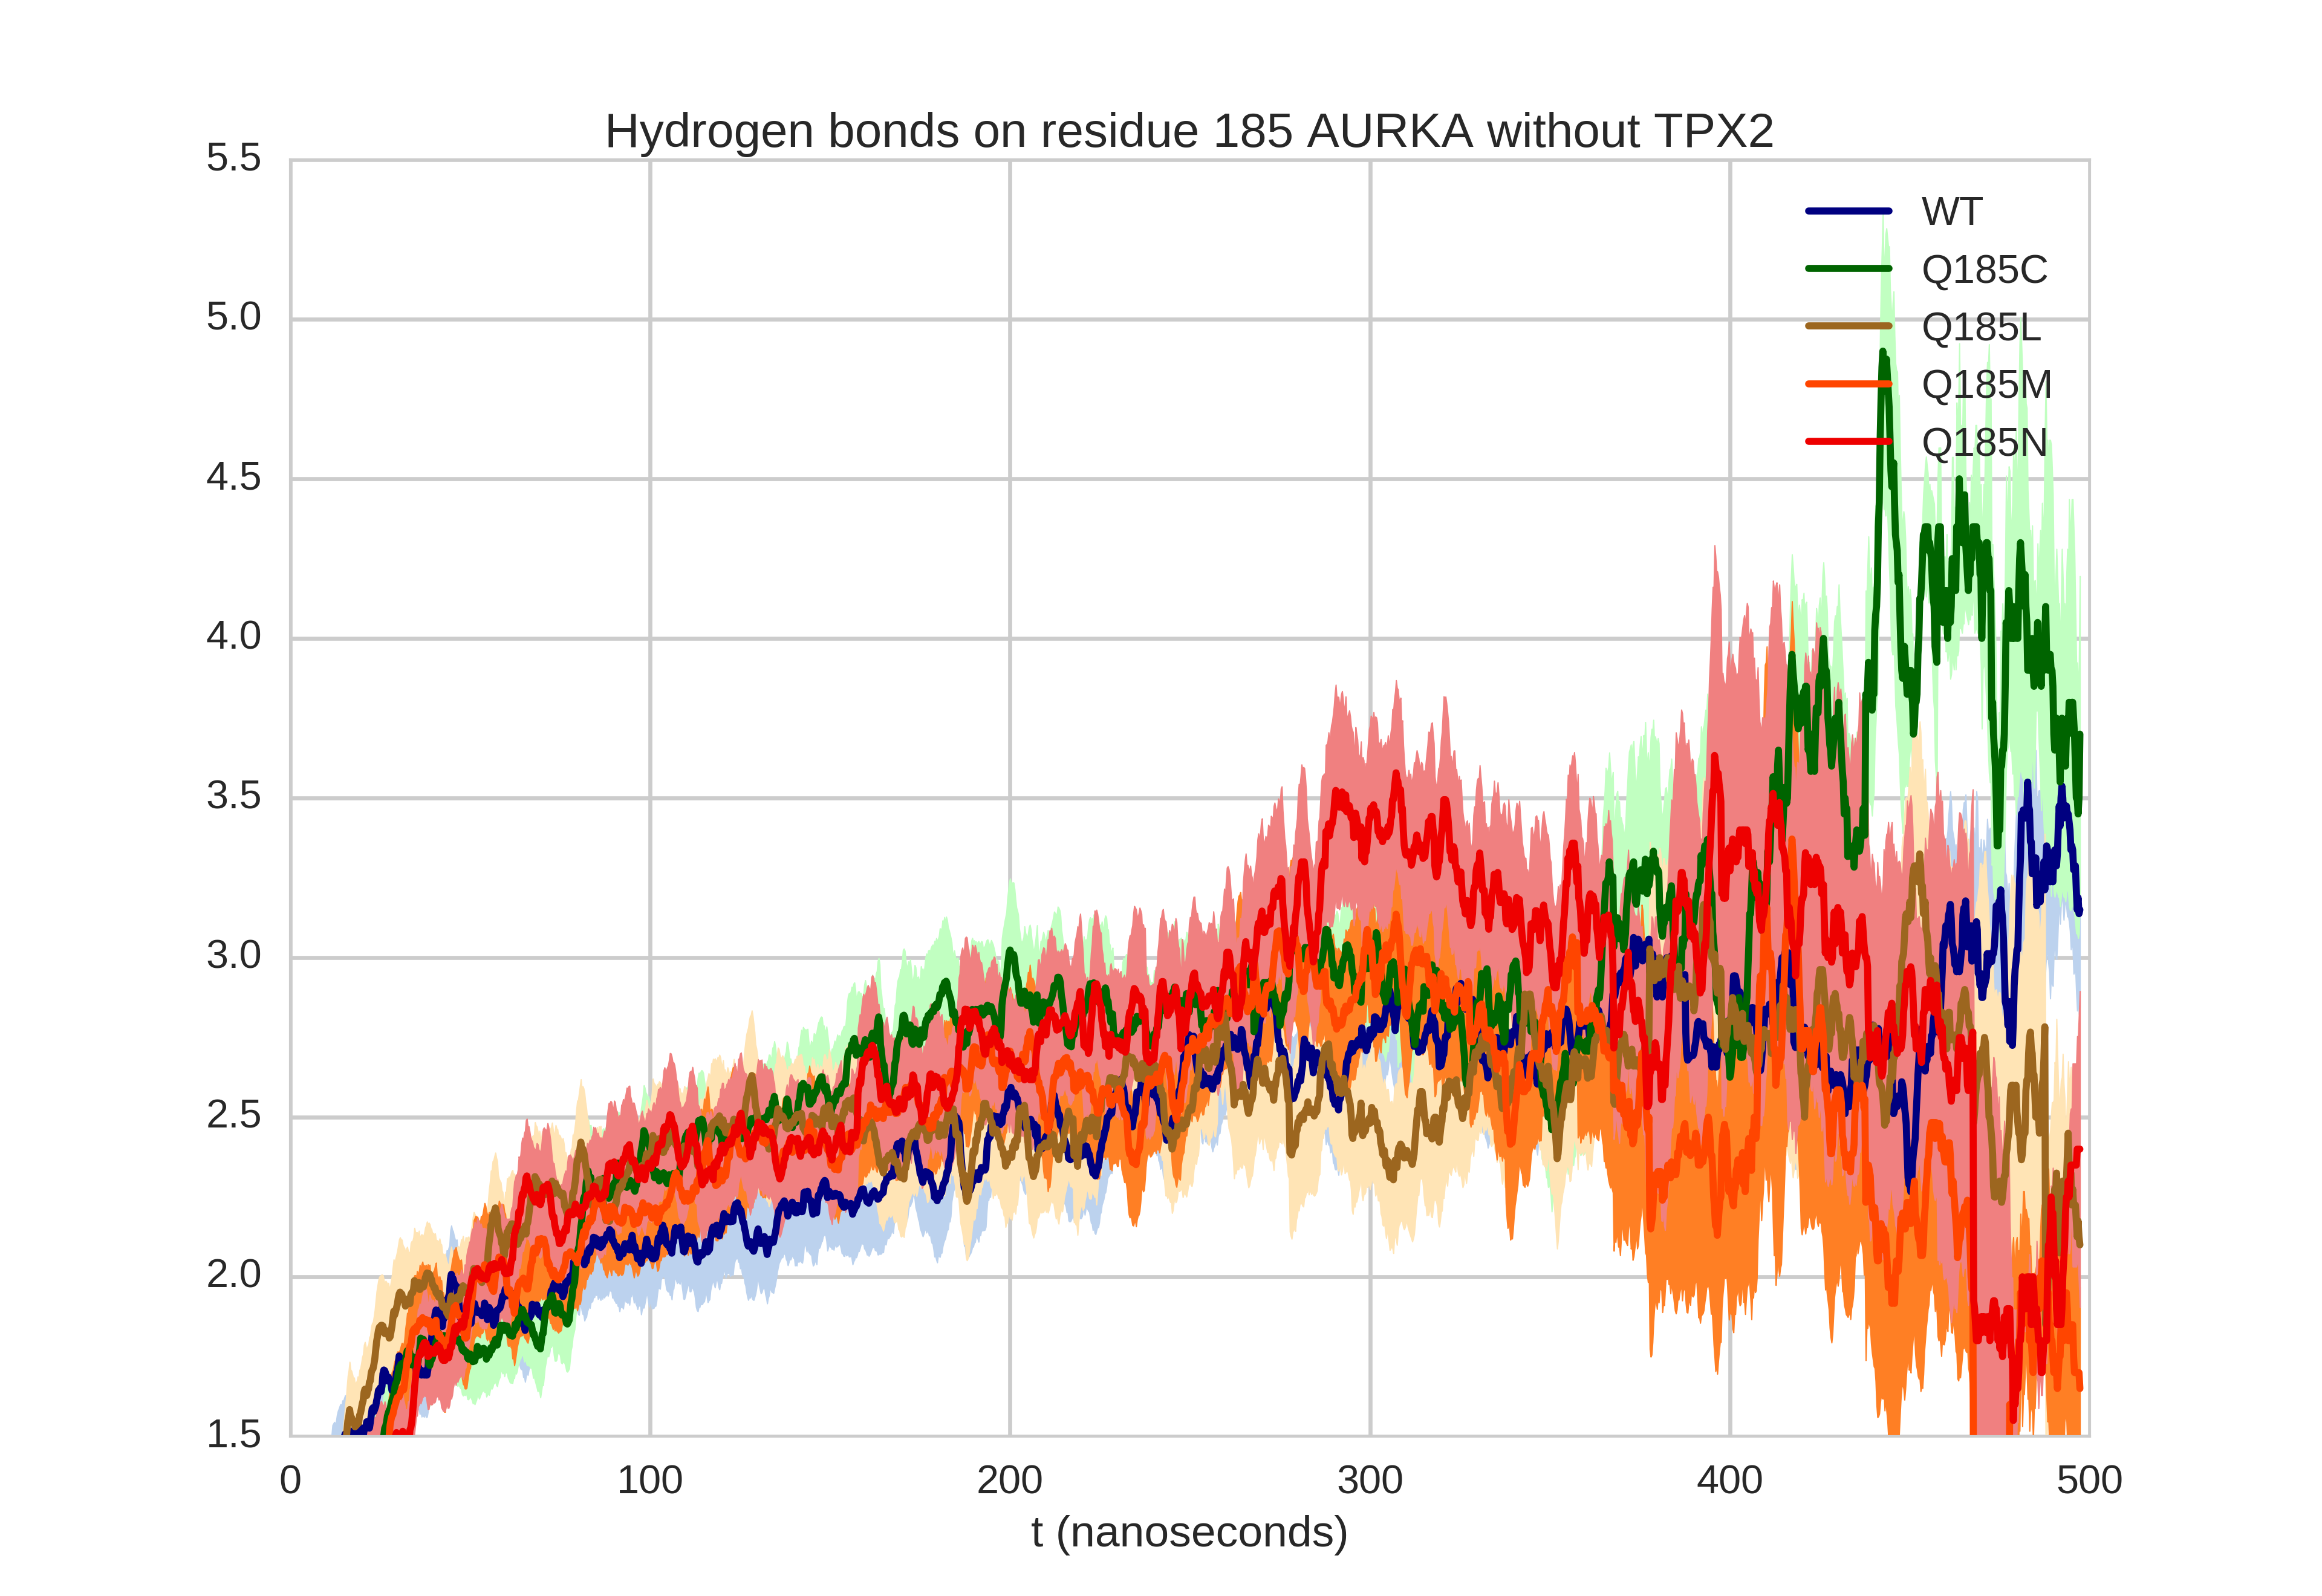 Hydrogen bonds on residue 185 AURKA without TPX2
5.5
5.0
4.5
4.0
3.5
3.0
2.5
2.0
1.5
WT
Q185C
Q185L
Q185M
Q185N
0 100 200 300 400 500
t (nanoseconds)